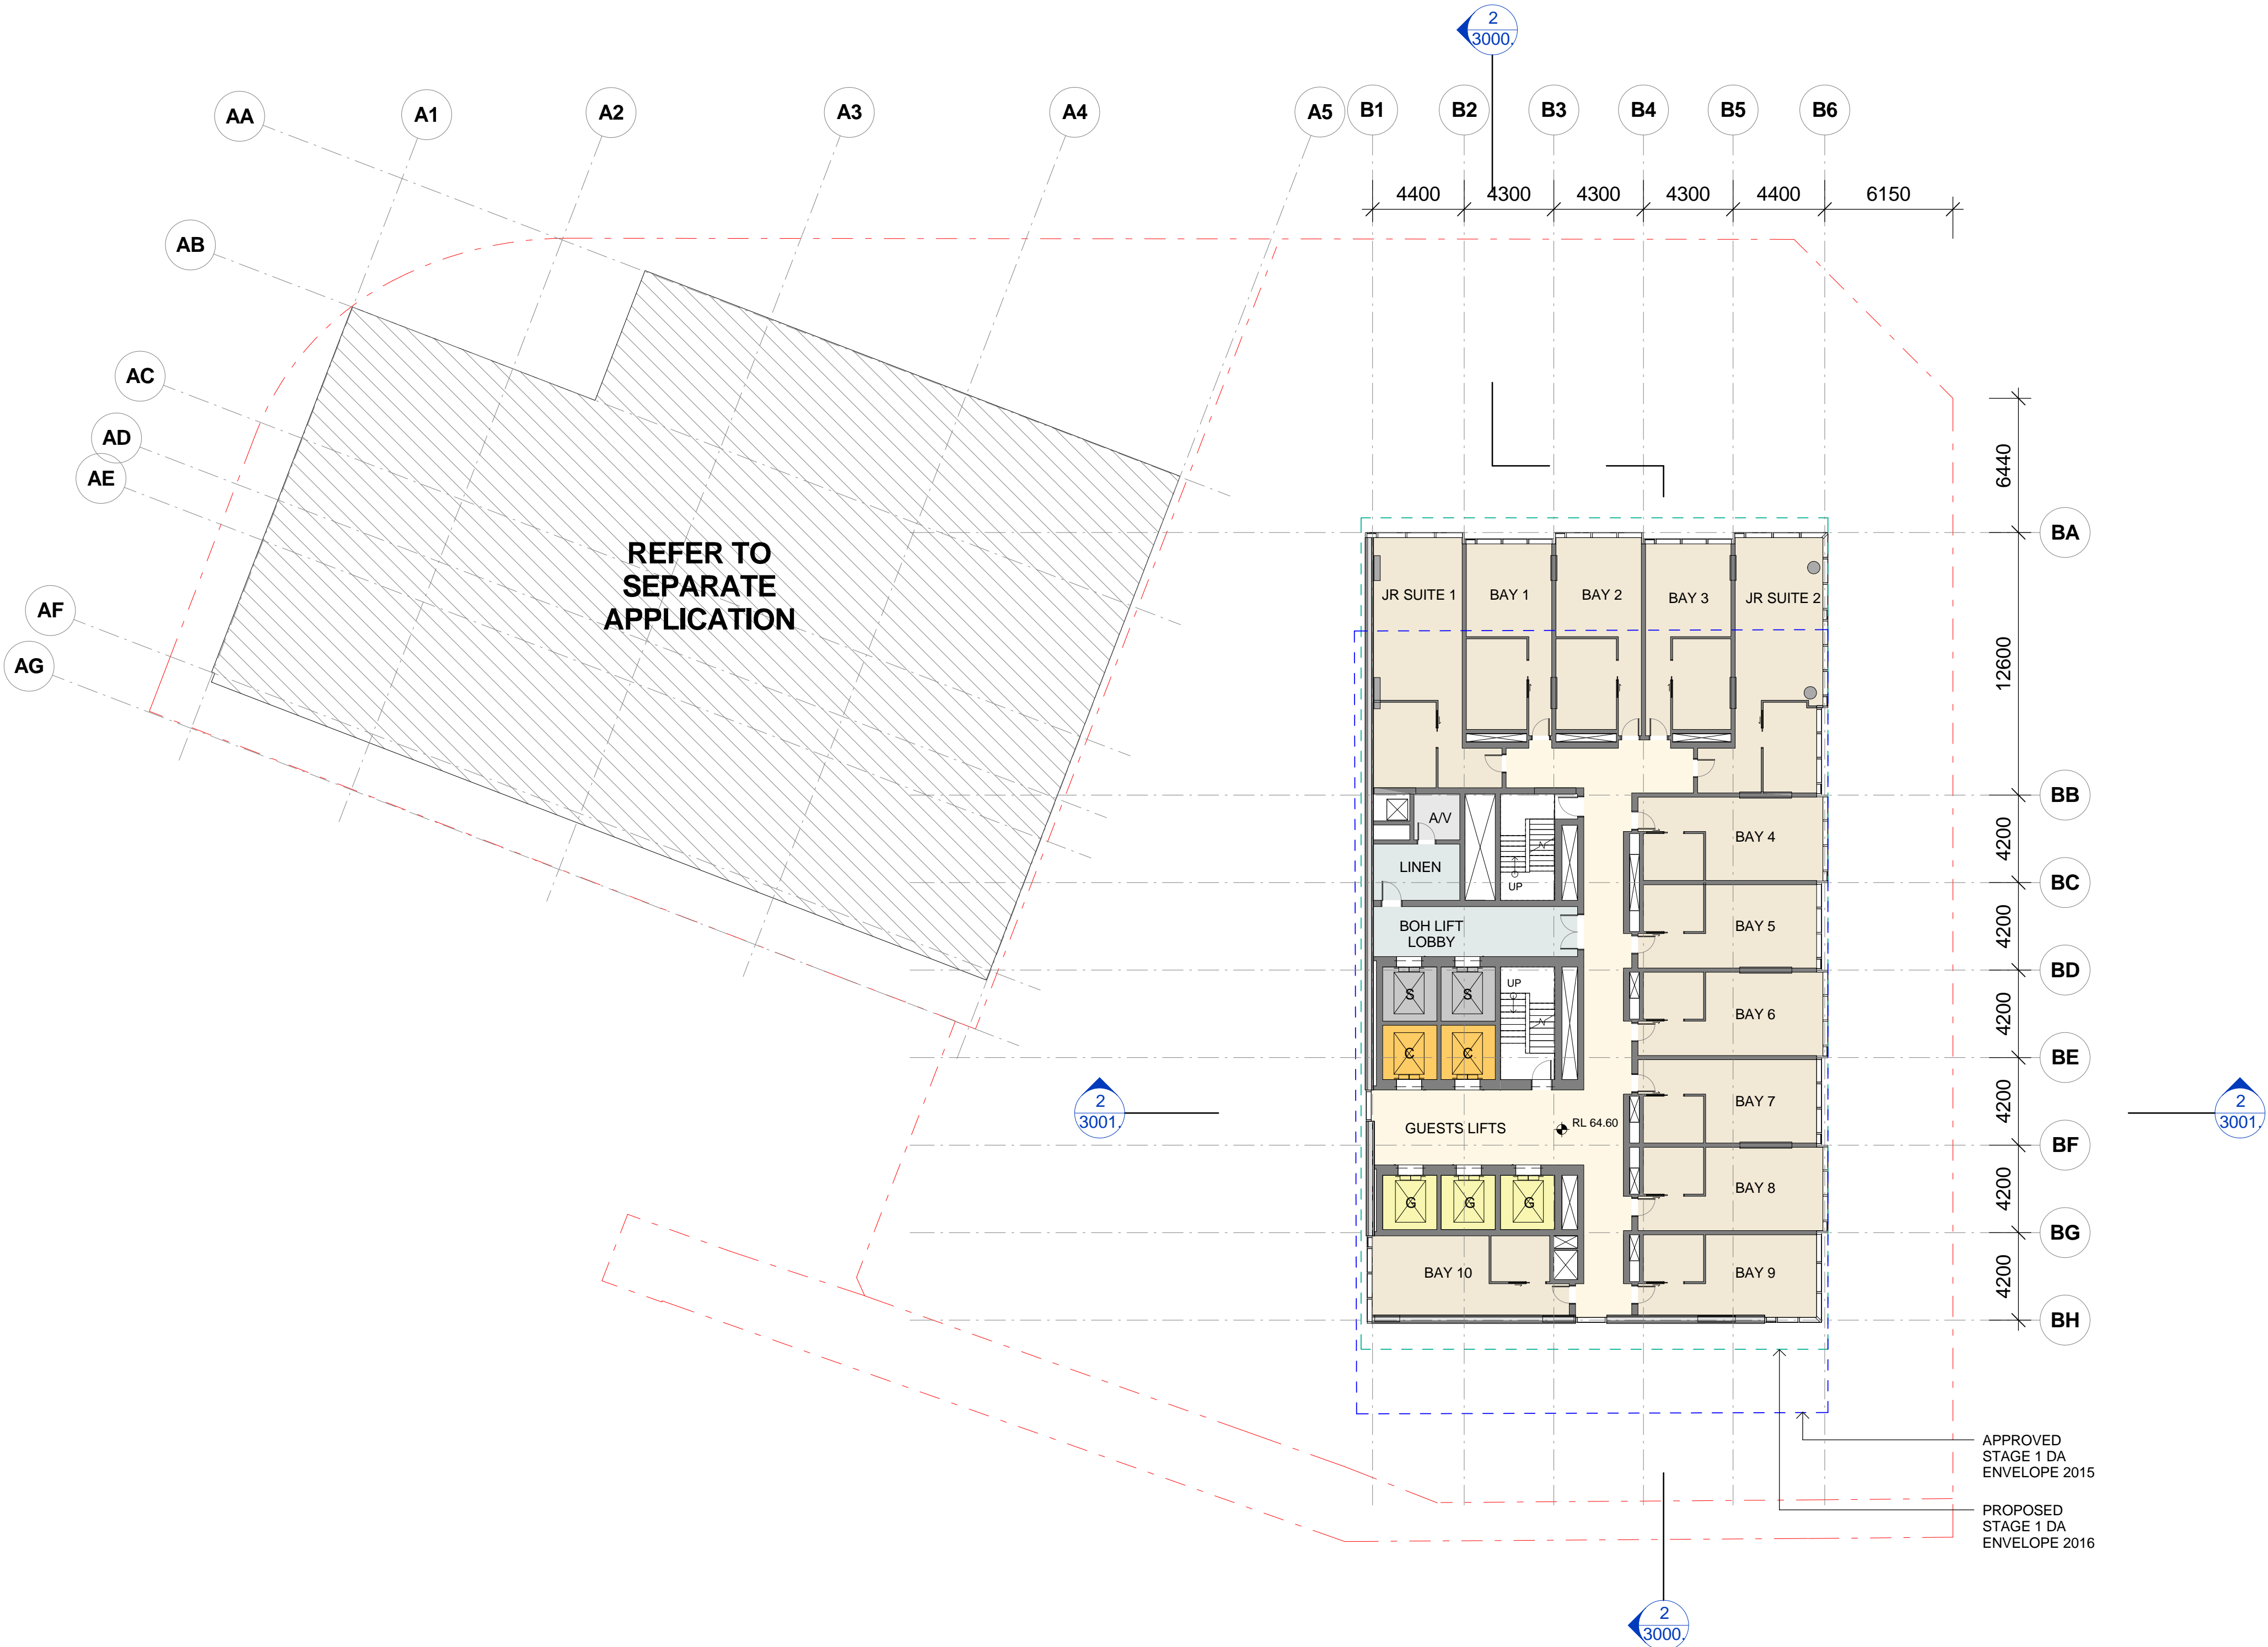 2
3000.
AA
A1
A2
A3
A4
A5
B1
B2
B3
B4
B5
B6
4400
4300
4300
4300
4400
6150
AB
AC
AD
AE
AF
AG
REFER TO
SEPARATE
APPLICATION
6440
BA
12600
BB
4200
BC
4200
BD
4200
BE
4200
BF
4200
BG
4200
BH
JR SUITE 1
BAY 1
BAY 2
BAY 3
JR SUITE 2
A/V
LINEN
UP
BAY 4
BOH LIFT
LOBBY
BAY 5
S
S
UP
BAY 6
C
C
BAY 7
GUESTS LIFTS
RL 64.60
G
G
G
BAY 8
BAY 10
BAY 9
2
3001.
2
3001.
APPROVED
STAGE 1 DA
ENVELOPE 2015
PROPOSED
STAGE 1 DA
ENVELOPE 2016
2
3000.